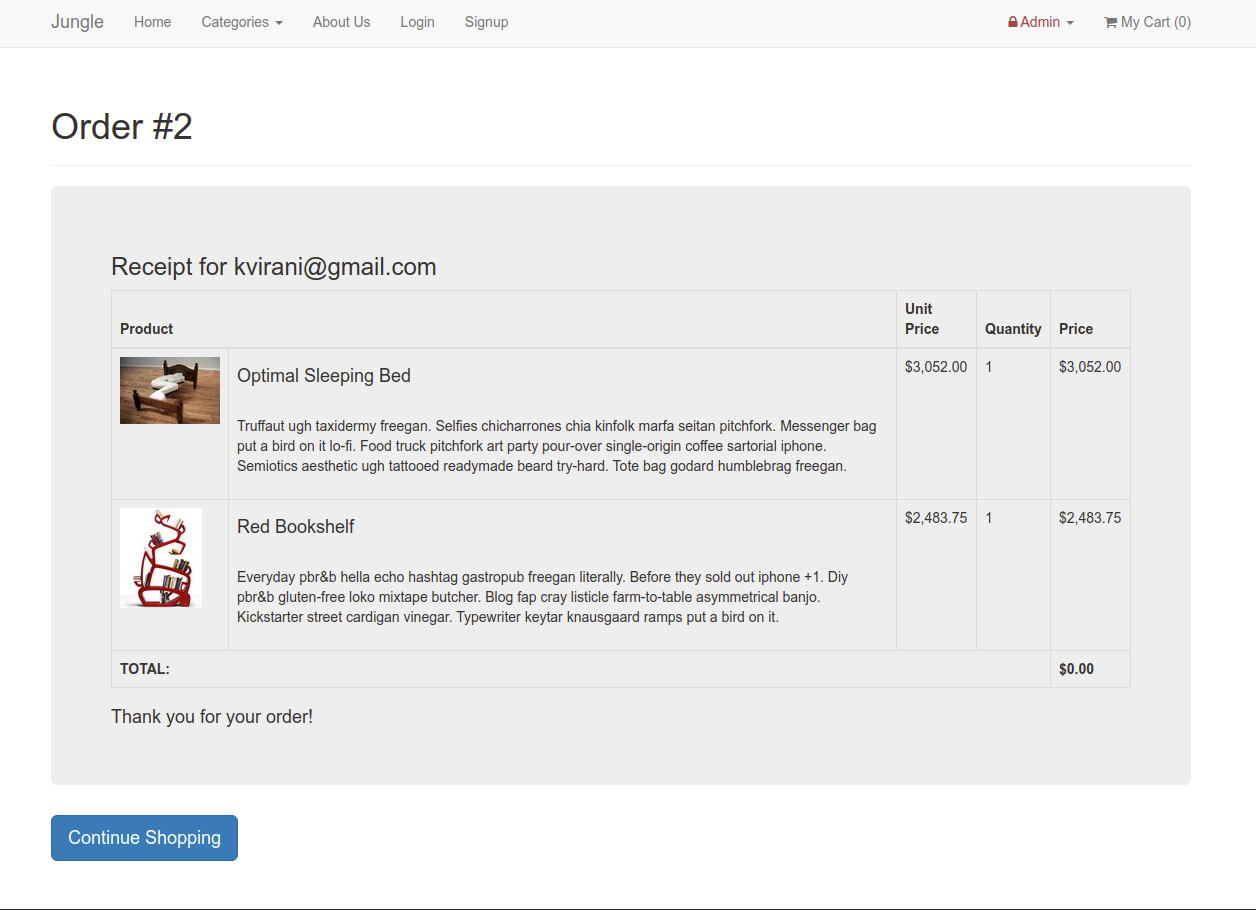 Jungle Home Categories About Us Login Signup Admin My Cart (0)
Order #2
Receipt for kvirani@gmail.com
Product Unit Price Quantity Price
Optimal Sleeping Bed $3,052.00 1 $3,052.00
Truffaut ugh taxidermy freegan. Selfies chicharrones chia kinfolk marfa seitan pitchfork. Messenger bag
put a bird on it lo-fi. Food truck pitchfork art party pour-over single-origin coffee sartorial iphone.
Semiotics aesthetic ugh tattooed readymade beard try-hard. Tote bag godard humblebrag freegan.
Red Bookshelf $2,483.75 1 $2,483.75
Everyday pbr&b hella echo hashtag gastropub freegan literally. Before they sold out iphone +1. Diy
pbr&b gluten-free loko mixtape butcher. Blog fap cray listicle farm-to-table asymmetrical banjo.
Kickstarter street cardigan vinegar. Typewriter keytar knausgaard ramps put a bird on it.
TOTAL: $0.00
Thank you for your order!
Continue Shopping